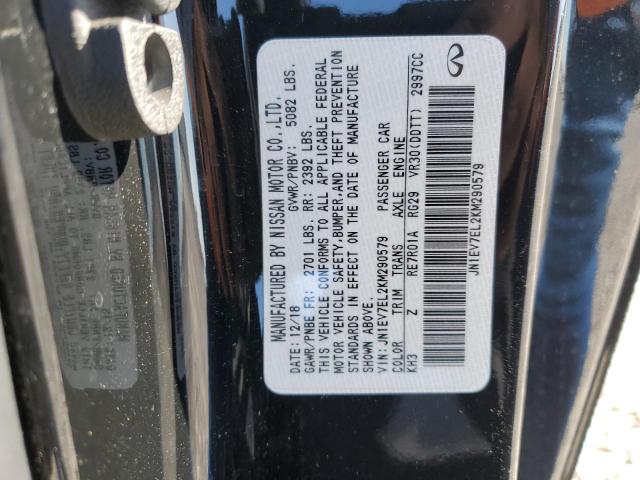 MANUFACTURED BY NISSAN MOTOR CO.,LTD.
DATE: 12/18 GVWR/PNBV: 5082 LBS.
GAWR/PNBE FR: 2701 LBS. RR: 2392 LBS.
THIS VEHICLE CONFORMS TO ALL APPLICABLE FEDERAL
MOTOR VEHICLE SAFETY,BUMPER,AND THEFT PREVENTION
STANDARDS IN EFFECT ON THE DATE OF MANUFACTURE
SHOWN ABOVE.
VIN: JN1EV7EL2KM290579 PASSENGER CAR
COLOR TRIM TRANS AXLE ENGINE
KH3 Z RE7R01A RG29 VR30(DDTT) 2997CC
JN1EV7EL2KM290579